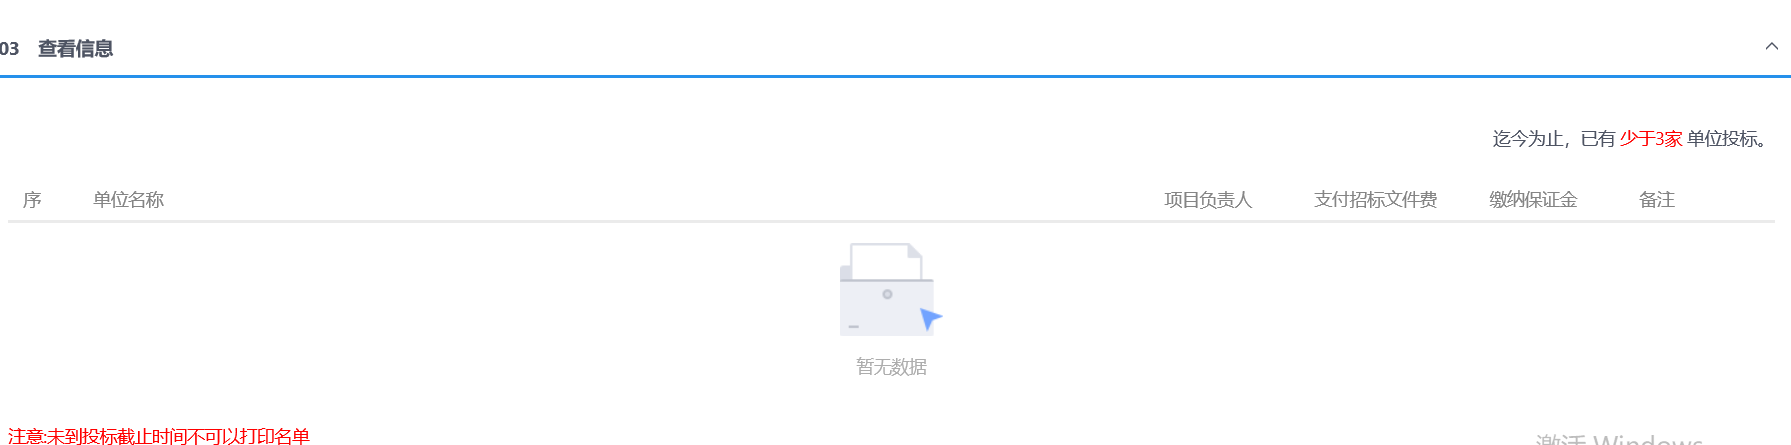 03 查看信息
迄今为止，已有 少于3家 单位投标。
序 单位名称 项目负责人 支付招标文件费 缴纳保证金 备注
暂无数据
注意:未到投标截止时间不可以打印名单
激活 Windows